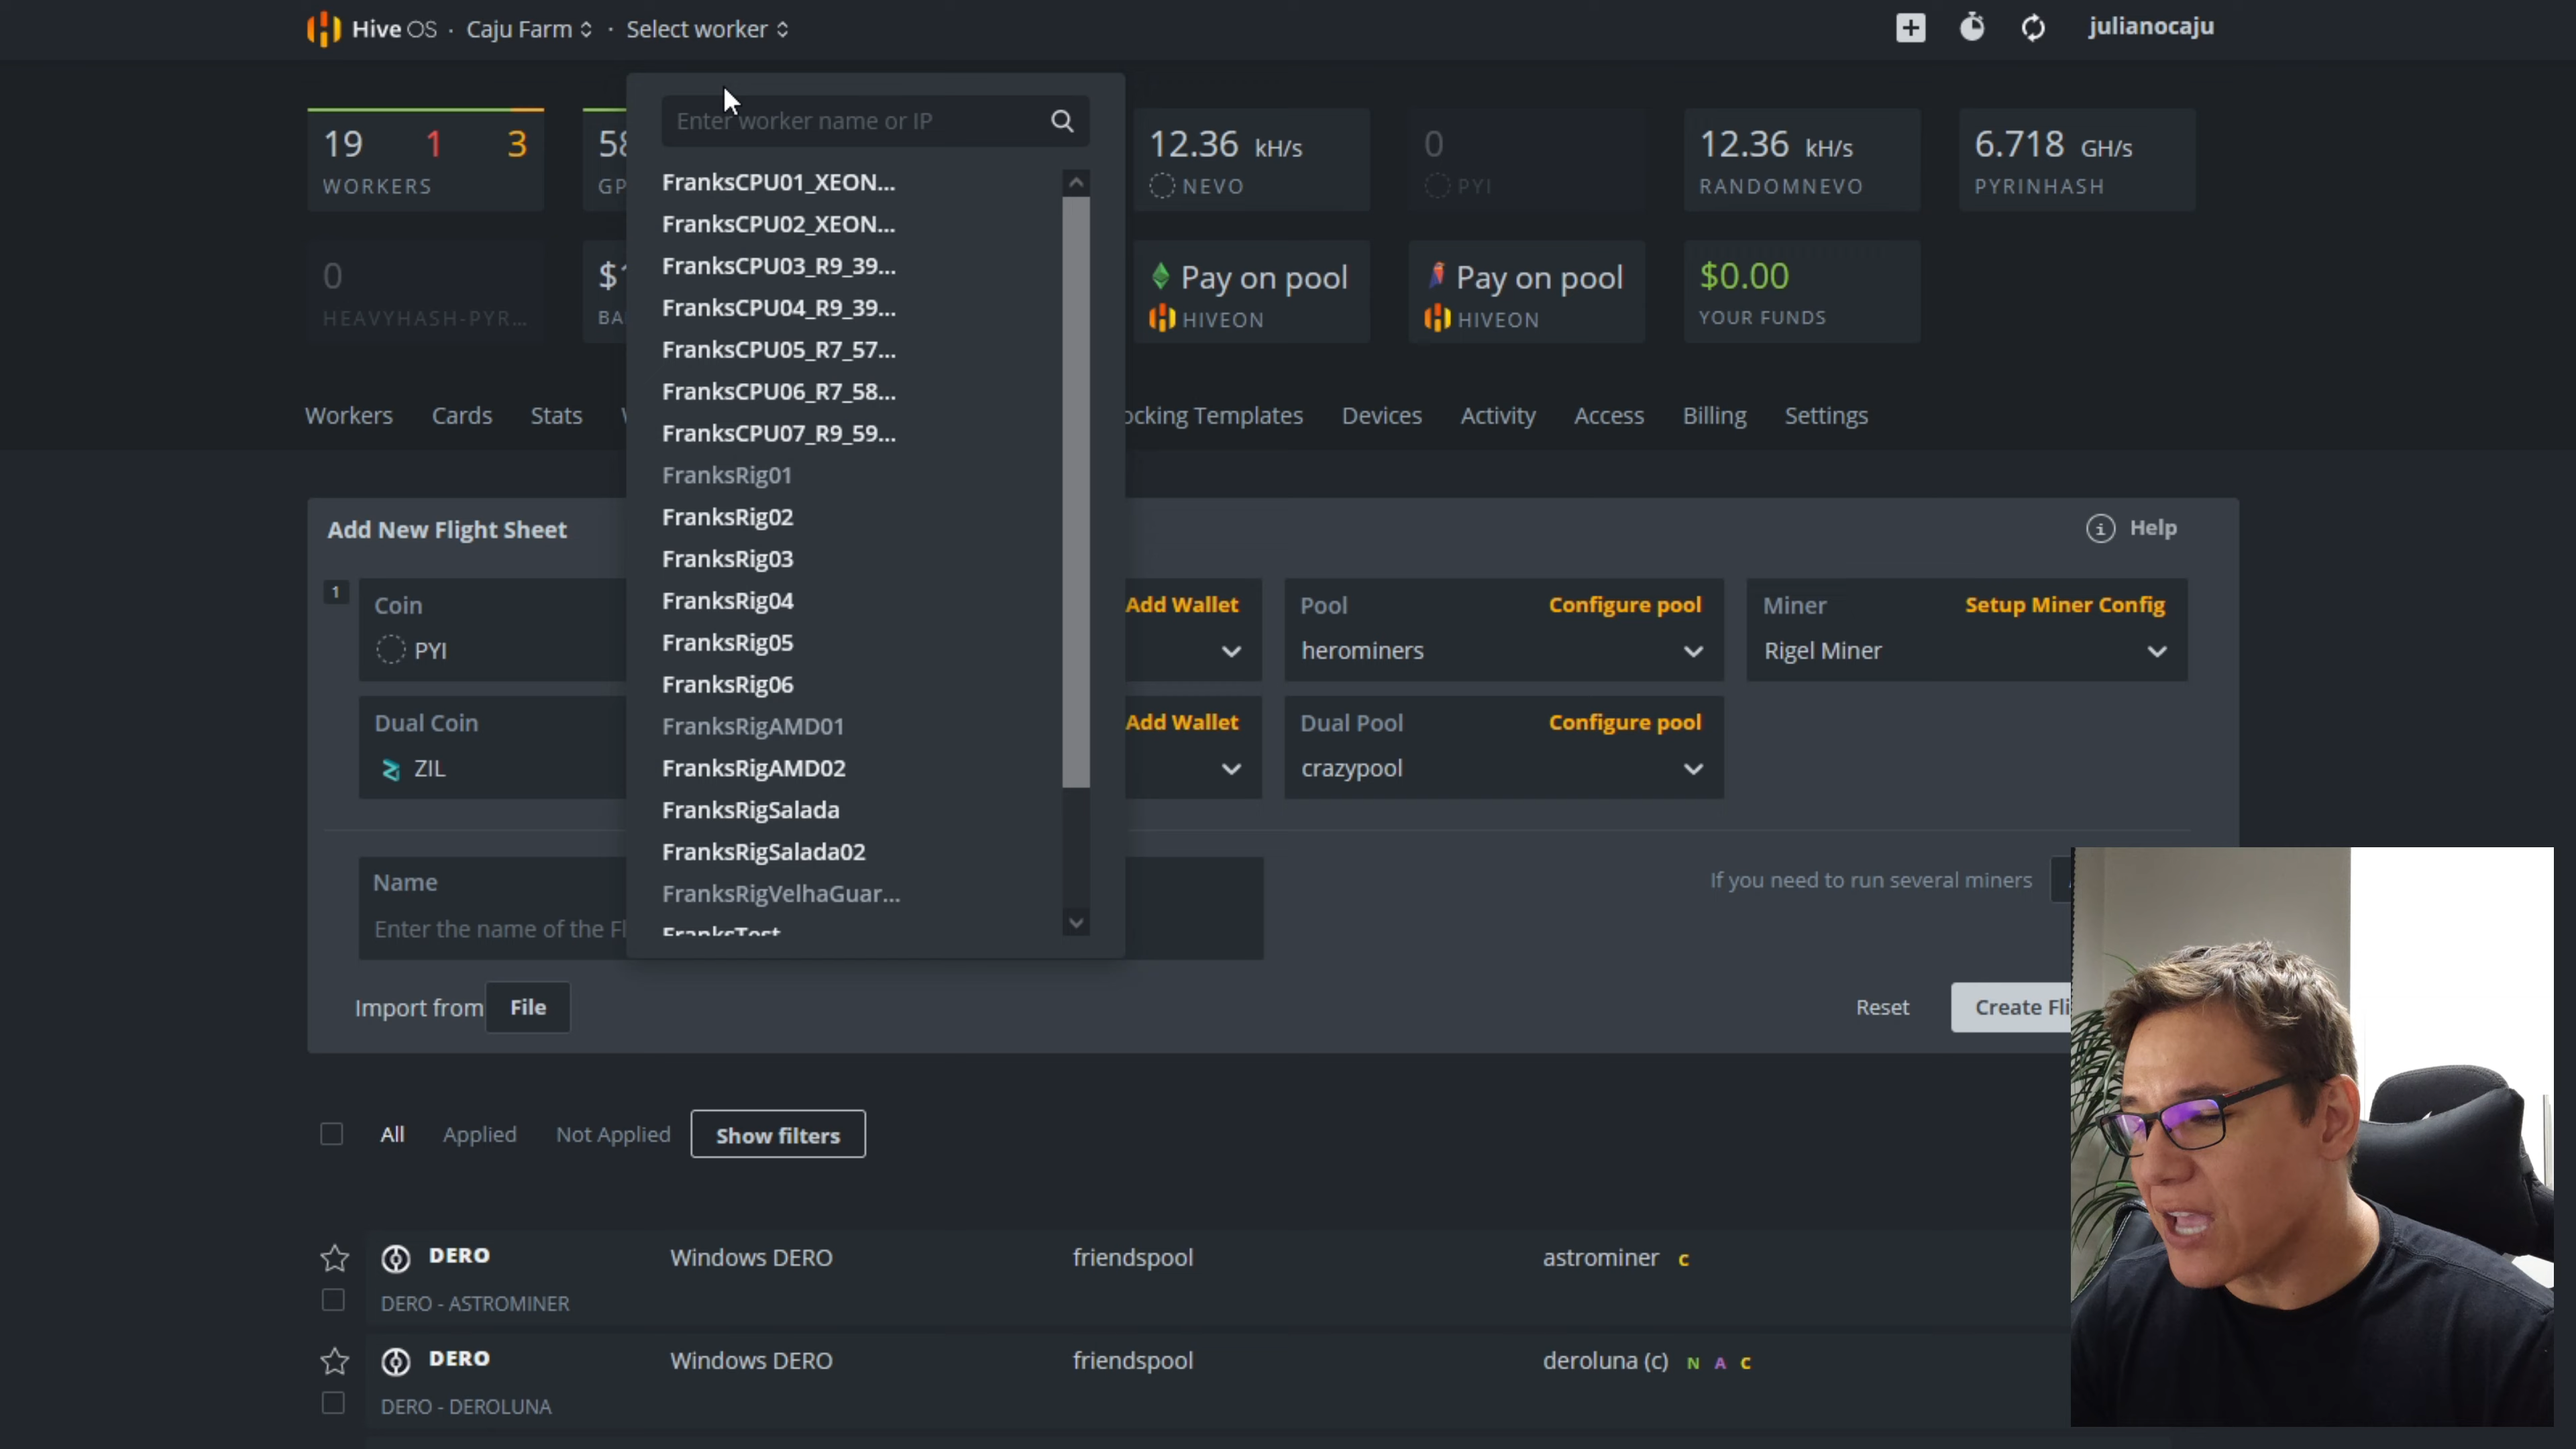 Hive OS · Caju Farm · Select worker
julianocaju
19 1 3
WORKERS
12.36 kH/s
NEVO
0
PYI
12.36 kH/s
RANDOMNEVO
6.718 GH/s
PYRINHASH
0
HEAVYHASH-PYR...
Pay on pool
HIVEON
Pay on pool
HIVEON
$0.00
YOUR FUNDS
Enter worker name or IP
FranksCPU01_XEON...
FranksCPU02_XEON...
FranksCPU03_R9_39...
FranksCPU04_R9_39...
FranksCPU05_R7_57...
FranksCPU06_R7_58...
FranksCPU07_R9_59...
FranksRig01
FranksRig02
FranksRig03
FranksRig04
FranksRig05
FranksRig06
FranksRigAMD01
FranksRigAMD02
FranksRigSalada
FranksRigSalada02
FranksRigVelhaGuar...
FranksTest
Workers Cards Stats
ocking Templates Devices Activity Access Billing Settings
Add New Flight Sheet
Help
1
Coin
PYI
Add Wallet
Pool Configure pool
herominers
Miner Setup Miner Config
Rigel Miner
Dual Coin
ZIL
Add Wallet
Dual Pool Configure pool
crazypool
Name
Enter the name of the Fl
If you need to run several miners
Import from File
Reset
Create Fli
All Applied Not Applied Show filters
DERO Windows DERO friendspool astrominer C
DERO - ASTROMINER
DERO Windows DERO friendspool deroluna (c) N A C
DERO - DEROLUNA